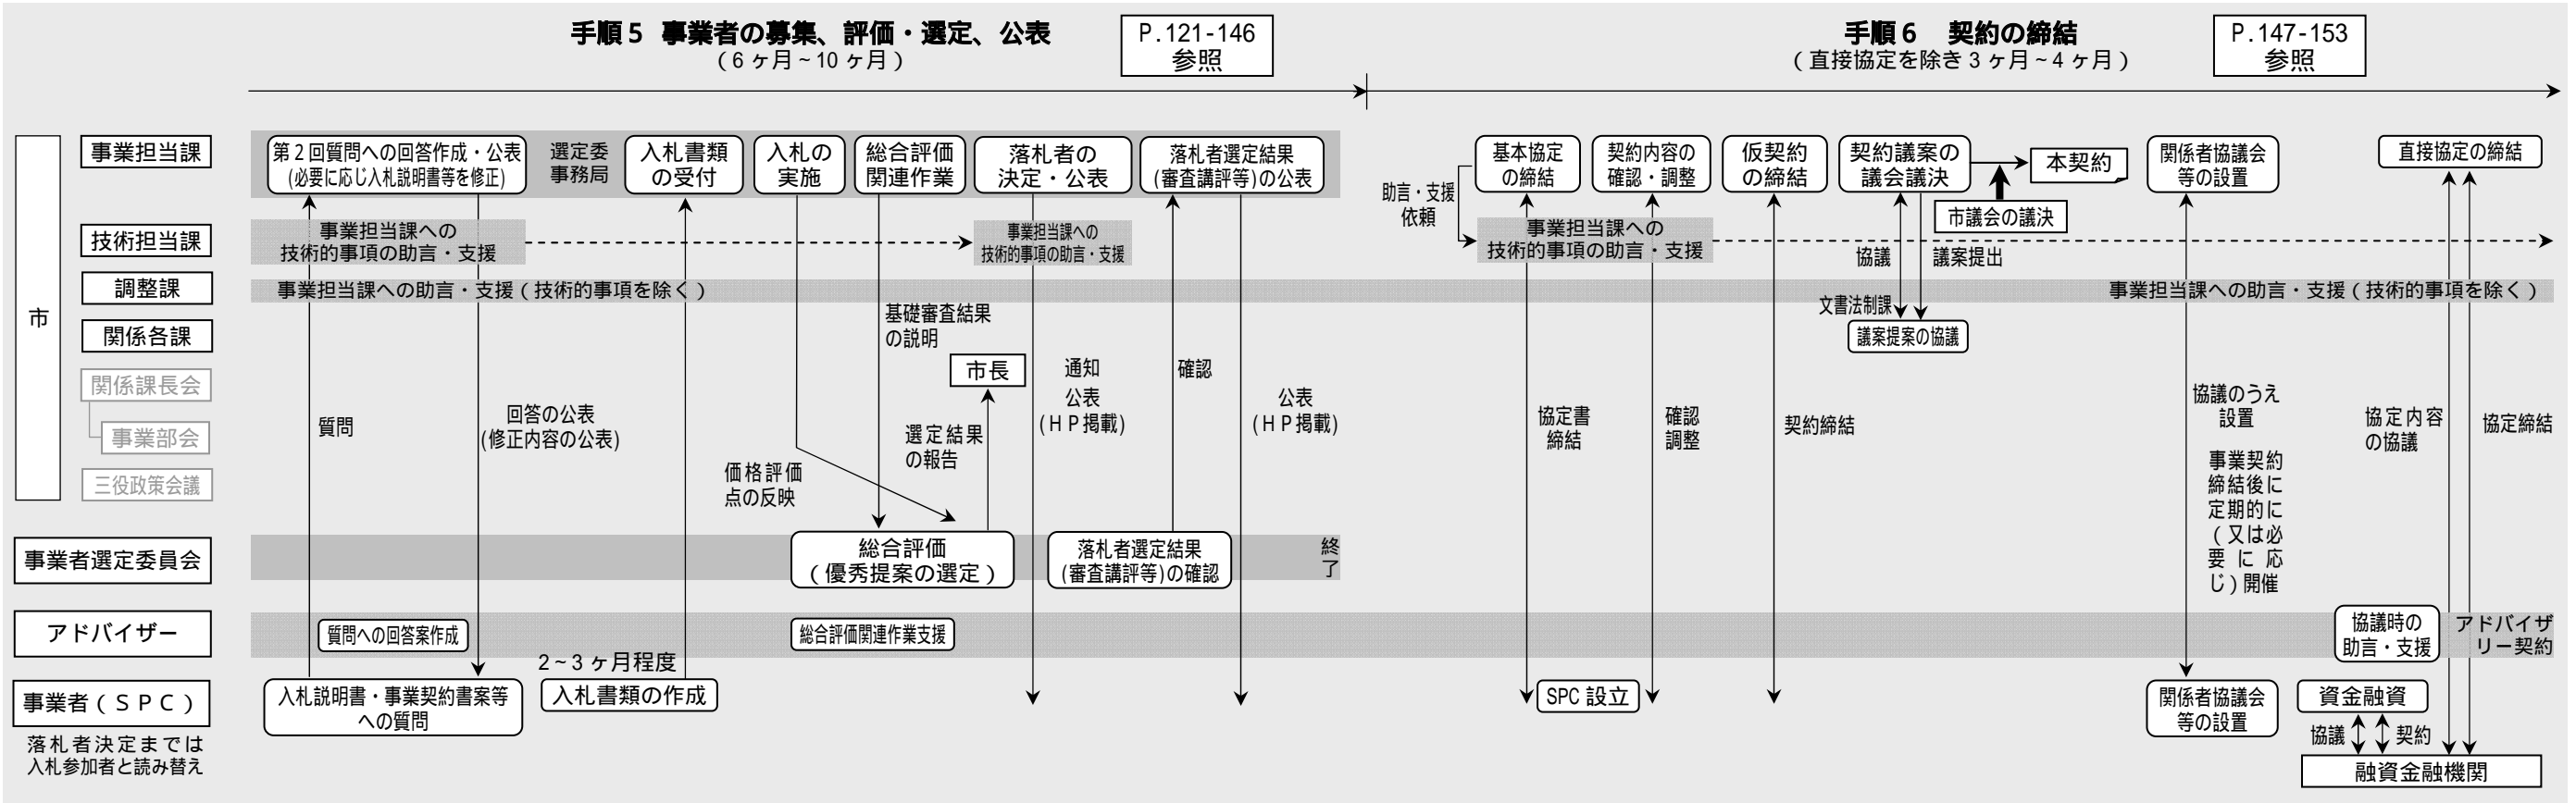 手順5 事業者の募集、評価・選定、公表
(6ヶ月~10ヶ月)
P.121-146
参照
手順6 契約の締結
(直接協定を除き3ヶ月~4ヶ月)
P.147-153
参照
市
事業担当課
第2回質問への回答作成・公表
(必要に応じ入札説明書等を修正)
選定委
事務局
入札書類
の受付
入札の
実施
総合評価
関連作業
落札者の
決定・公表
落札者選定結果
(審査講評等)の公表
助言・支援
依頼
基本協定
の締結
契約内容の
確認・調整
仮契約
の締結
契約議案の
議会議決
本契約
市議会の議決
関係者協議会
等の設置
直接協定の締結
技術担当課
事業担当課への
技術的事項の助言・支援
事業担当課への
技術的事項の助言・支援
事業担当課への
技術的事項の助言・支援
協議
議案提出
調整課
事業担当課への助言・支援(技術的事項を除く)
事業担当課への助言・支援(技術的事項を除く)
関係各課
基礎審査結果
の説明
文書法制課
議案提案の協議
関係課長会
事業部会
三役政策会議
質問
回答の公表
(修正内容の公表)
価格評価
点の反映
市長
選定結果
の報告
通知
公表
(HP掲載)
確認
公表
(HP掲載)
協定書
締結
確認
調整
契約締結
協議のうえ
設置
事業契約
締結後に
定期的に
(又は必
要に応
じ)開催
協定内容
の協議
協定締結
事業者選定委員会
総合評価
(優秀提案の選定)
落札者選定結果
(審査講評等)の確認
終
了
アドバイザー
質問への回答案作成
総合評価関連作業支援
協議時の
助言・支援
アドバイザ
リー契約
2~3ヶ月程度
事業者(SPC)
落札者決定までは
入札参加者と読み替え
入札説明書・事業契約書案等
への質問
入札書類の作成
SPC設立
関係者協議会
等の設置
資金融資
協議
契約
融資金融機関